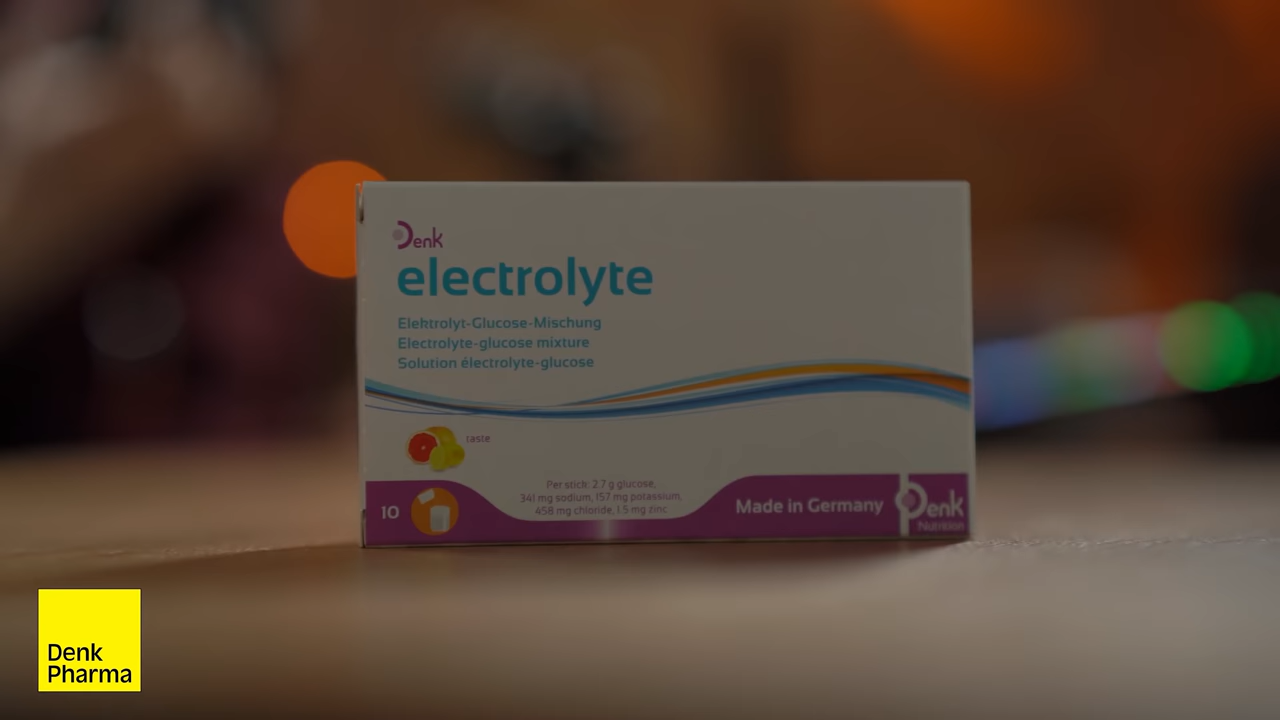 Denk
electrolyte
Elektrolyt-Glucose-Mischung
Electrolyte-glucose mixture
Solution électrolyte-glucose
taste
10
Per stick: 2.7 g glucose,
341 mg sodium, 157 mg potassium,
458 mg chloride, 1.5 mg zinc
Made in Germany
Denk
Nutrition
Denk
Pharma